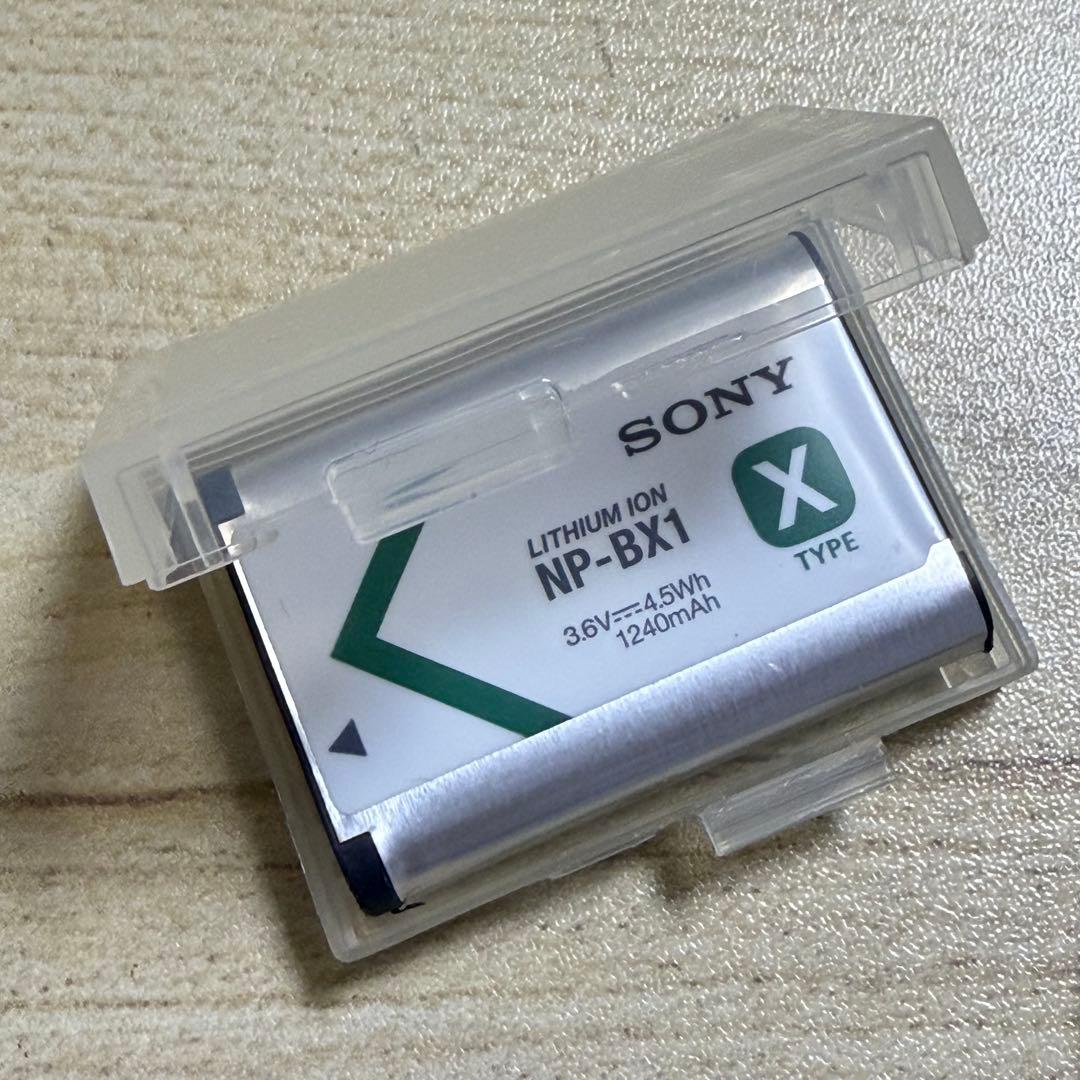 SONY
X
TYPE
LITHIUM ION
NP-BX1
3.6V⎓4.5Wh
1240mAh